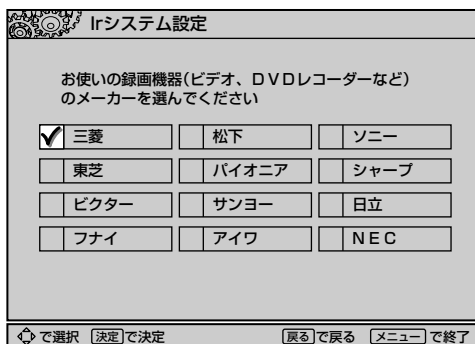 Irシステム設定
お使いの録画機器(ビデオ、ＤＶＤレコーダーなど)
のメーカーを選んでください
三菱 松下 ソニー
東芝 パイオニア シャープ
ビクター サンヨー 日立
フナイ アイワ ＮＥＣ
で選択 決定で決定 戻るで戻る メニューで終了